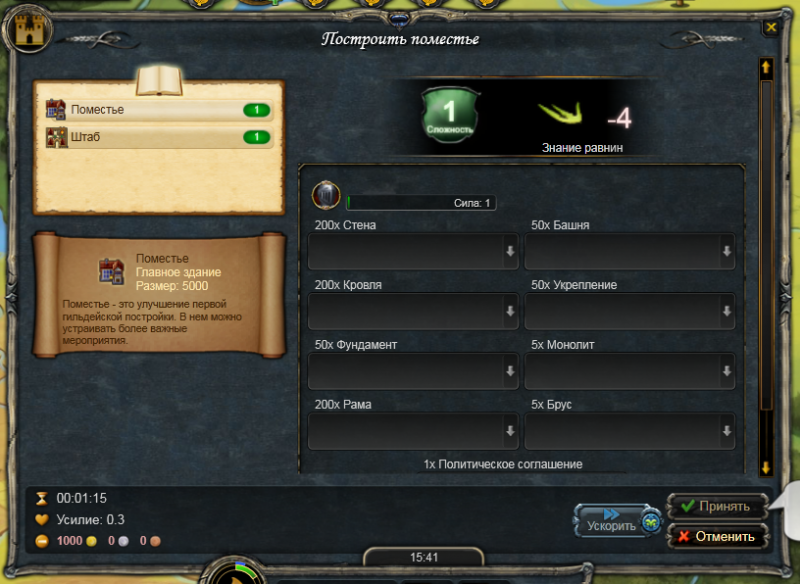 Построить поместье
Поместье 1
Штаб 1
1
Сложность
-4
Знание равнин
Поместье
Главное здание
Размер: 5000
Поместье - это улучшение первой
гильдейской постройки. В нем можно
устраивать более важные
мероприятия.
Сила: 1
200x Стена
50x Башня
200x Кровля
50x Укрепление
50x Фундамент
5x Монолит
200x Рама
5x Брус
1x Политическое соглашение
00:01:15
Усилие: 0.3
1000 0 0
Ускорить
Принять
Отменить
15:41